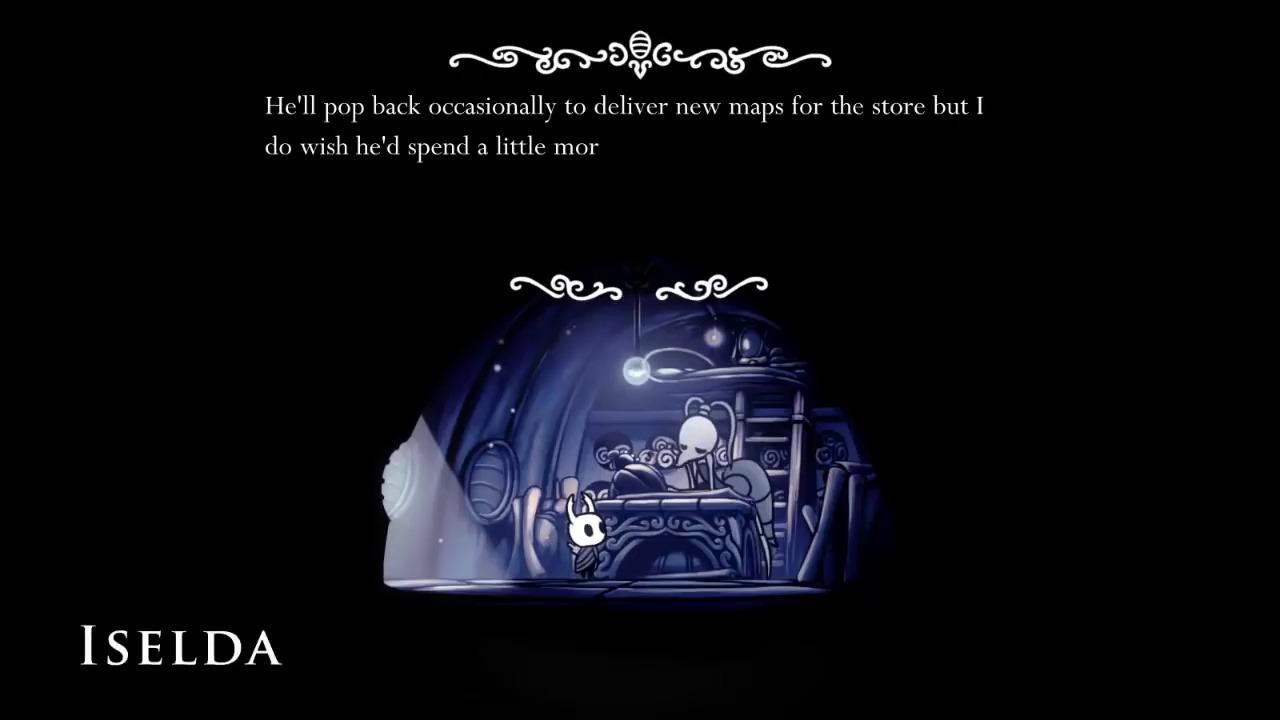 He'll pop back occasionally to deliver new maps for the store but I
do wish he'd spend a little mor
Iselda